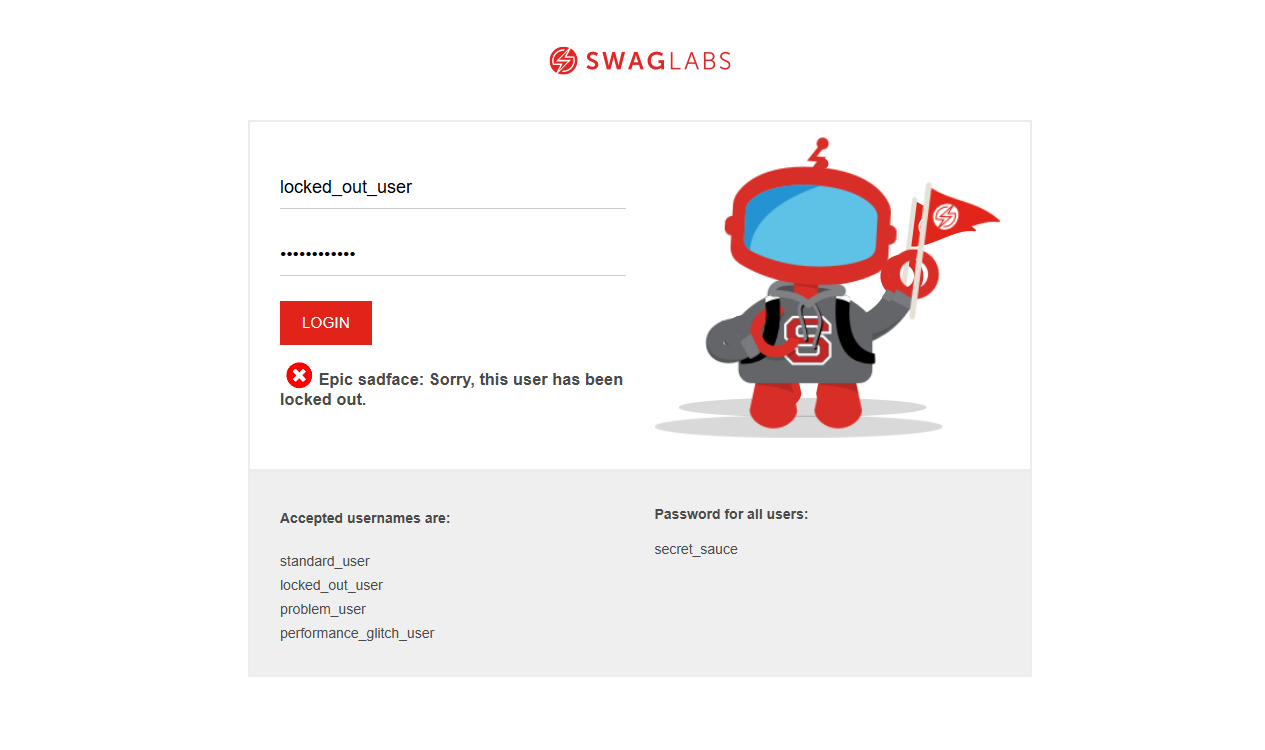 SWAGLABS
locked_out_user
••••••••••••
LOGIN
Epic sadface: Sorry, this user has been
locked out.
S
Accepted usernames are:
standard_user
locked_out_user
problem_user
performance_glitch_user
Password for all users:
secret_sauce